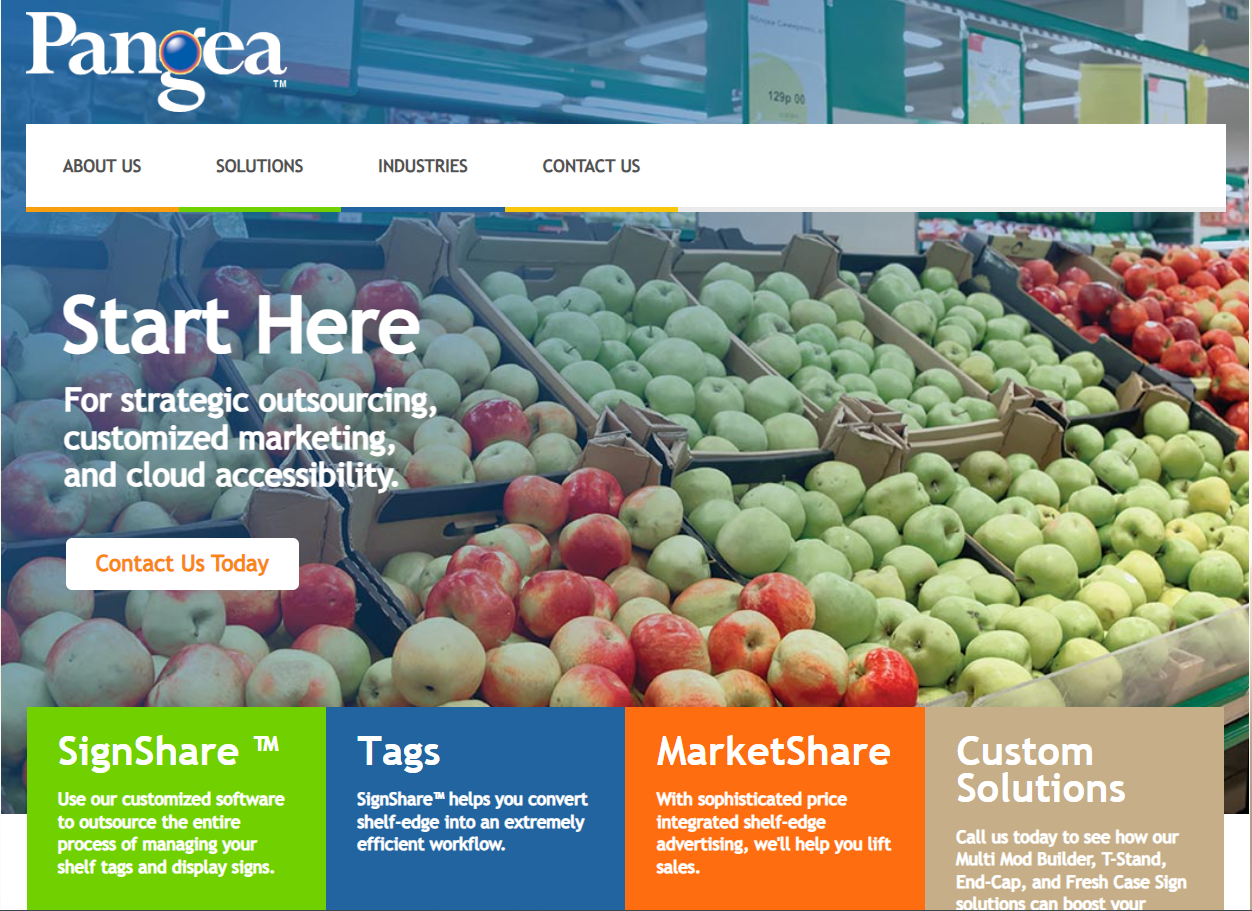 Pangea™
129р 00
ABOUT US
SOLUTIONS
INDUSTRIES
CONTACT US
Start Here
For strategic outsourcing,
customized marketing,
and cloud accessibility.
Contact Us Today
SignShare ™
Use our customized software
to outsource the entire
process of managing your
shelf tags and display signs.
Tags
SignShare™ helps you convert
shelf-edge into an extremely
efficient workflow.
MarketShare
With sophisticated price
integrated shelf-edge
advertising, we'll help you lift
sales.
Custom
Solutions
Call us today to see how our
Multi Mod Builder, T-Stand,
End-Cap, and Fresh Case Sign
solutions can boost your